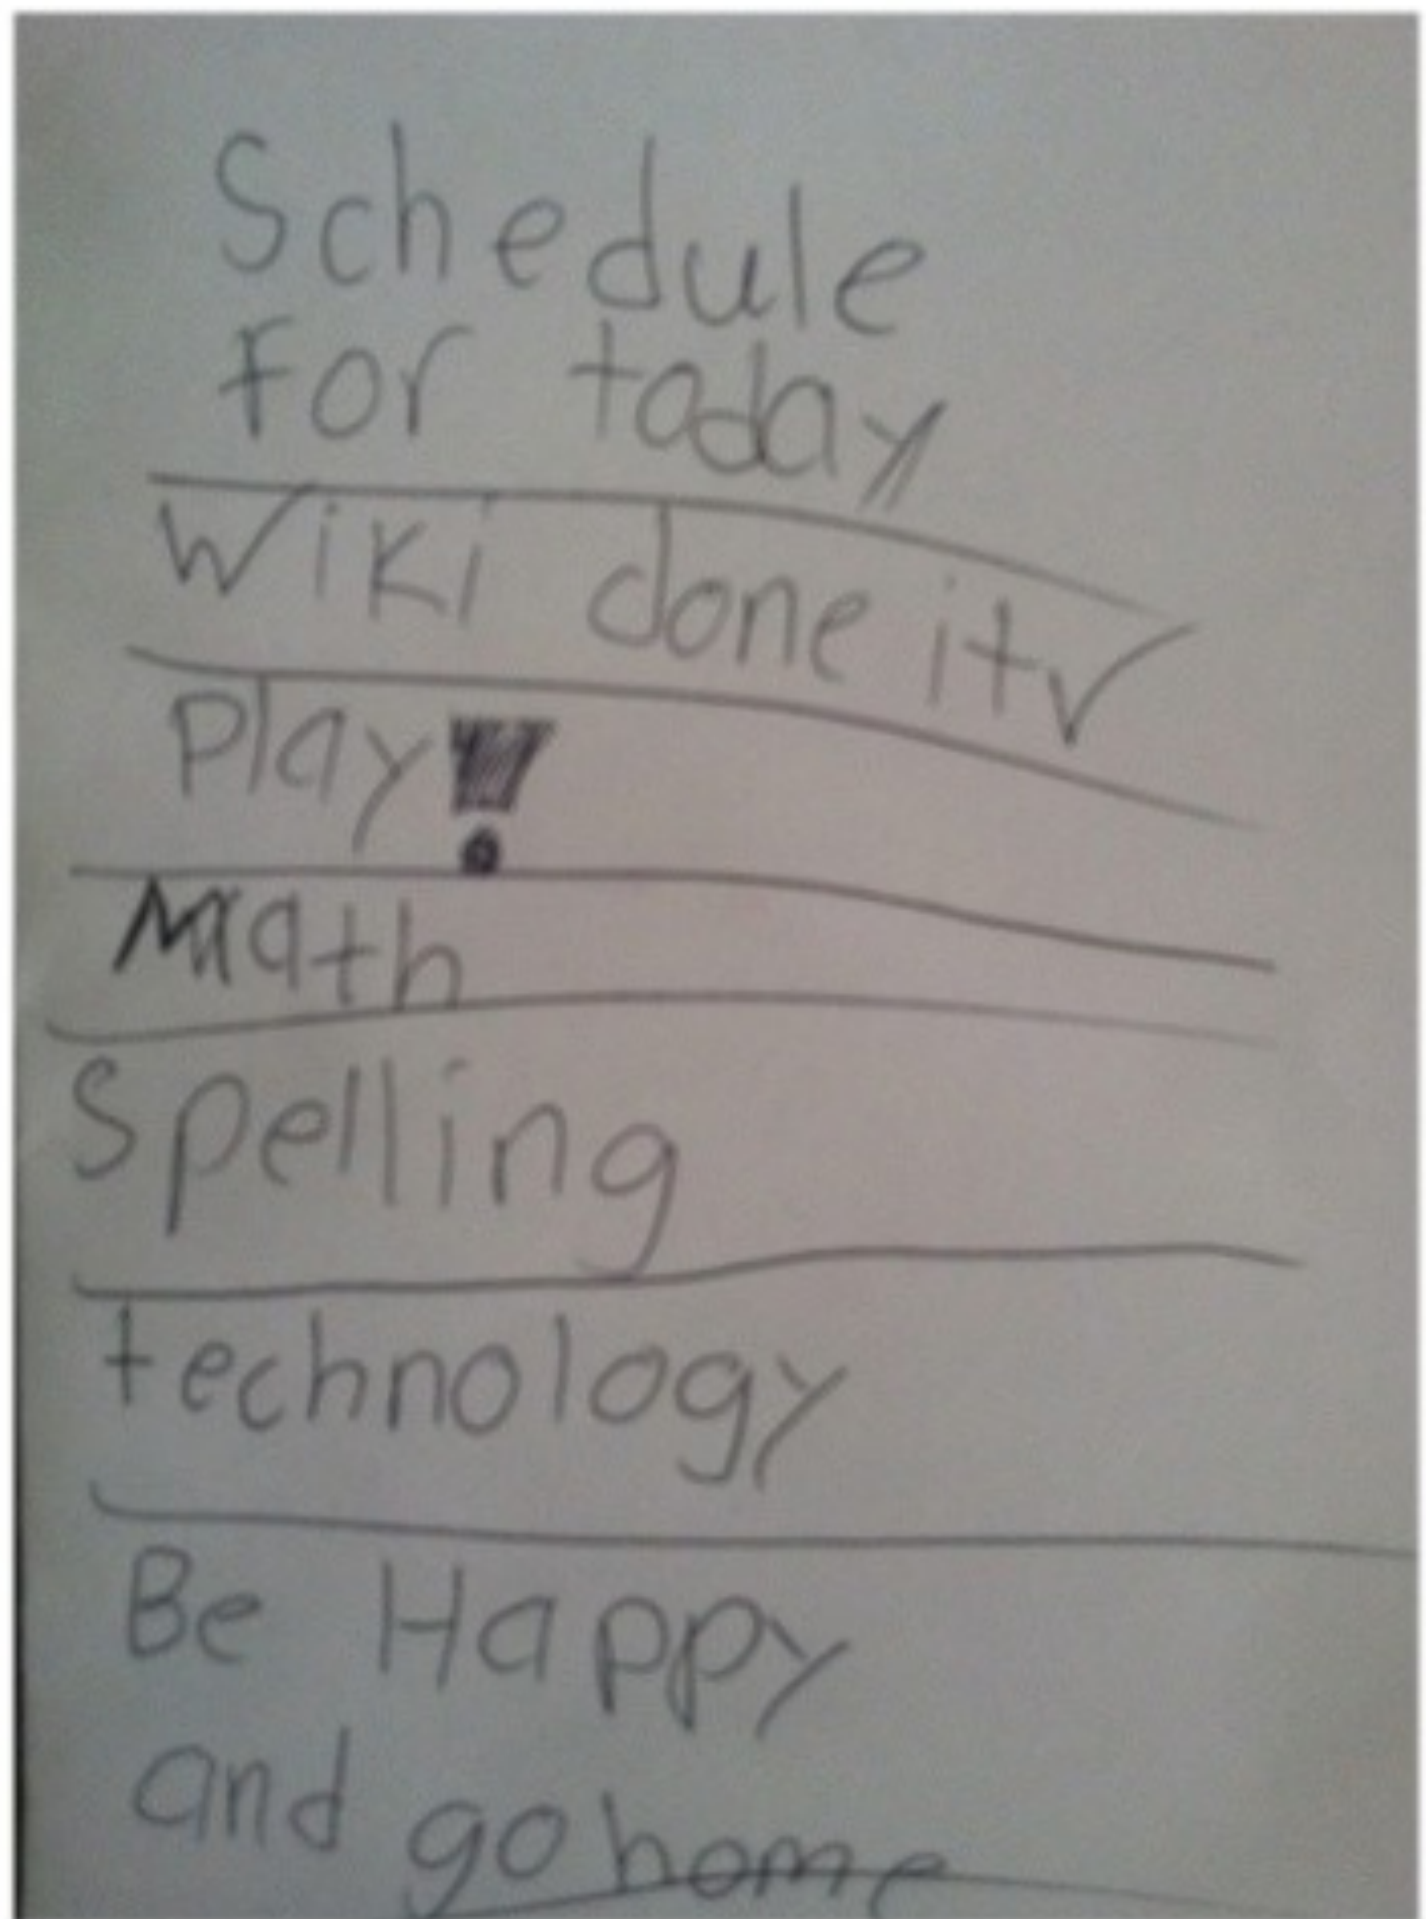 Schedule
For today
Wiki done it✓
Play!
Math
Spelling
technology
Be Happy
and go home